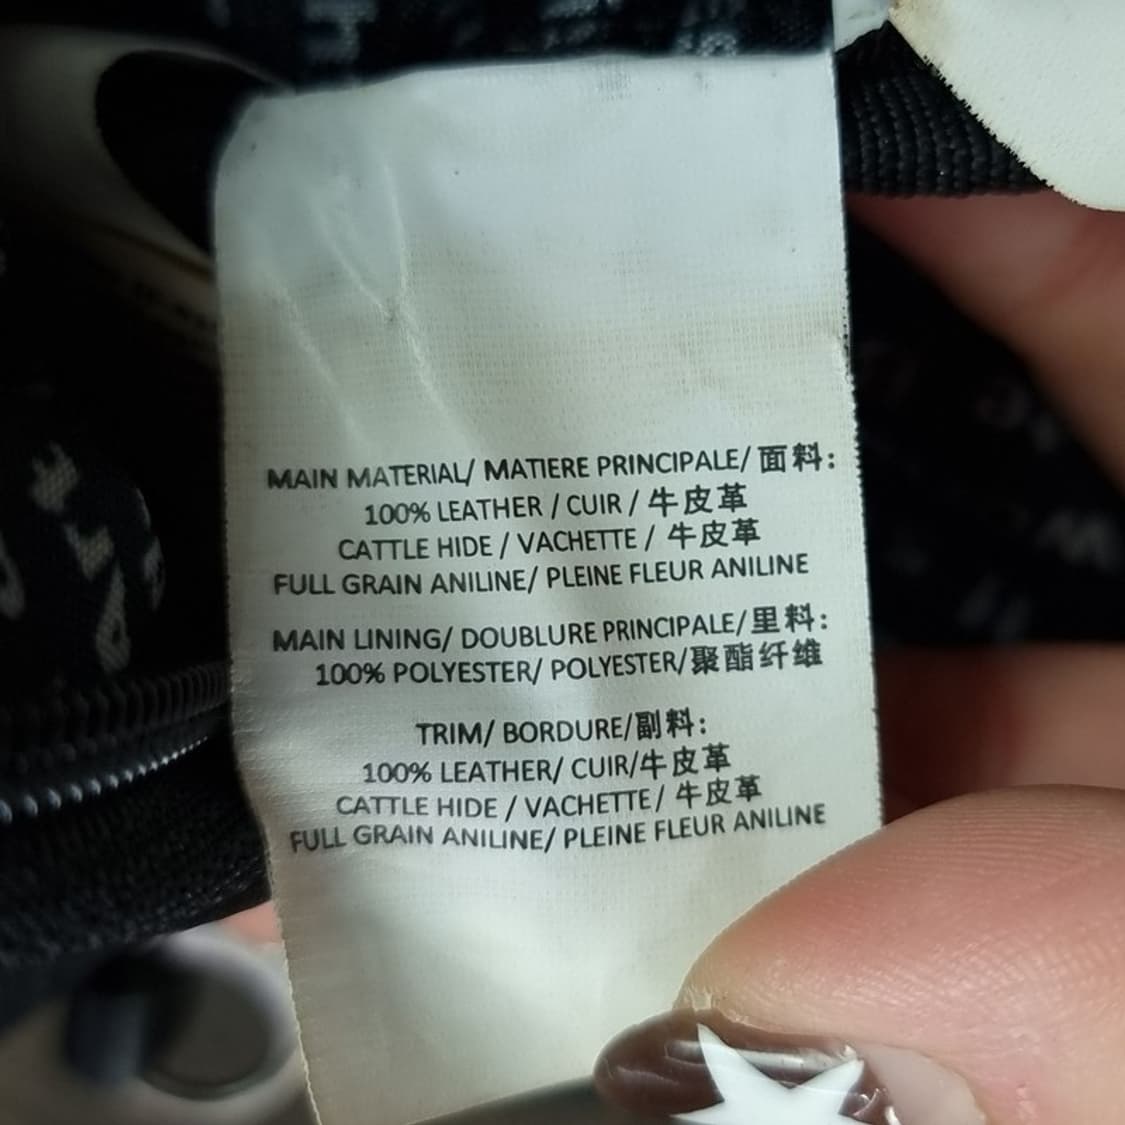 MAIN MATERIAL/ MATIERE PRINCIPALE/ 面料:
100% LEATHER / CUIR / 牛皮革
CATTLE HIDE / VACHETTE / 牛皮革
FULL GRAIN ANILINE/ PLEINE FLEUR ANILINE
MAIN LINING/ DOUBLURE PRINCIPALE/里料:
100% POLYESTER/ POLYESTER/聚酯纤维
TRIM/ BORDURE/副料:
100% LEATHER/ CUIR/牛皮革
CATTLE HIDE / VACHETTE/ 牛皮革
FULL GRAIN ANILINE/ PLEINE FLEUR ANILINE